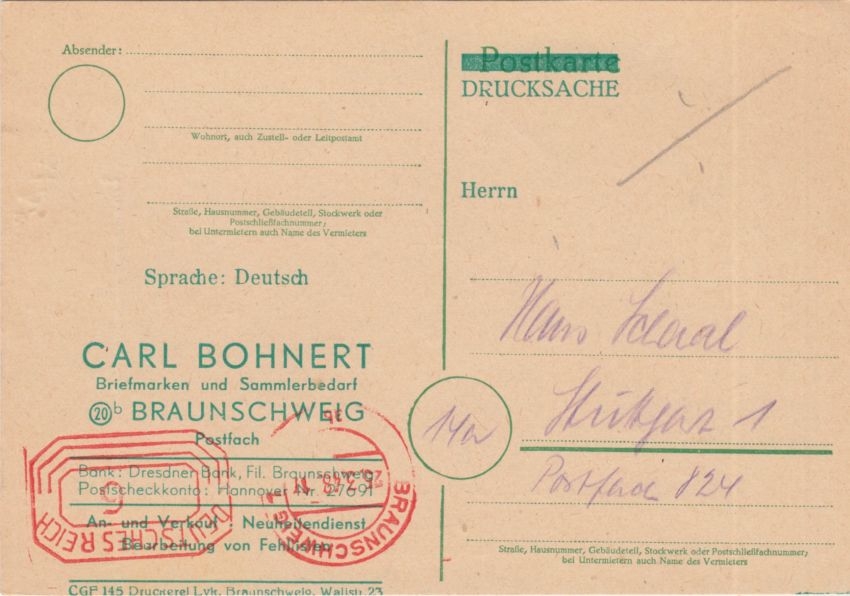 Absender:
Wohnort, auch Zustell- oder Leitpostamt
Straße, Hausnummer, Gebäudeteil, Stockwerk oder
Postschließfachnummer;
bei Untermietern auch Name des Vermieters
Sprache: Deutsch
CARL BOHNERT
Briefmarken und Sammlerbedarf
20 b BRAUNSCHWEIG
Postfach
Bank: Dresdner Bank, Fil. Braunschweig
Postscheckkonto: Hannover Nr. 27691
An- und Verkauf: Neuheitendienst
Bearbeitung von Fehllisten
CGF 145 Druckerei Lyk, Braunschweig, Wallstr. 23
DEUTSCHES REICH
BRAUNSCHWEIG
Postkarte
DRUCKSACHE
Herrn
Hans
14a
Stuttgart 1
Postfach 824
Straße, Hausnummer, Gebäudeteil, Stockwerk oder Postschließfachnummer;
bei Untermietern auch Name des Vermieters